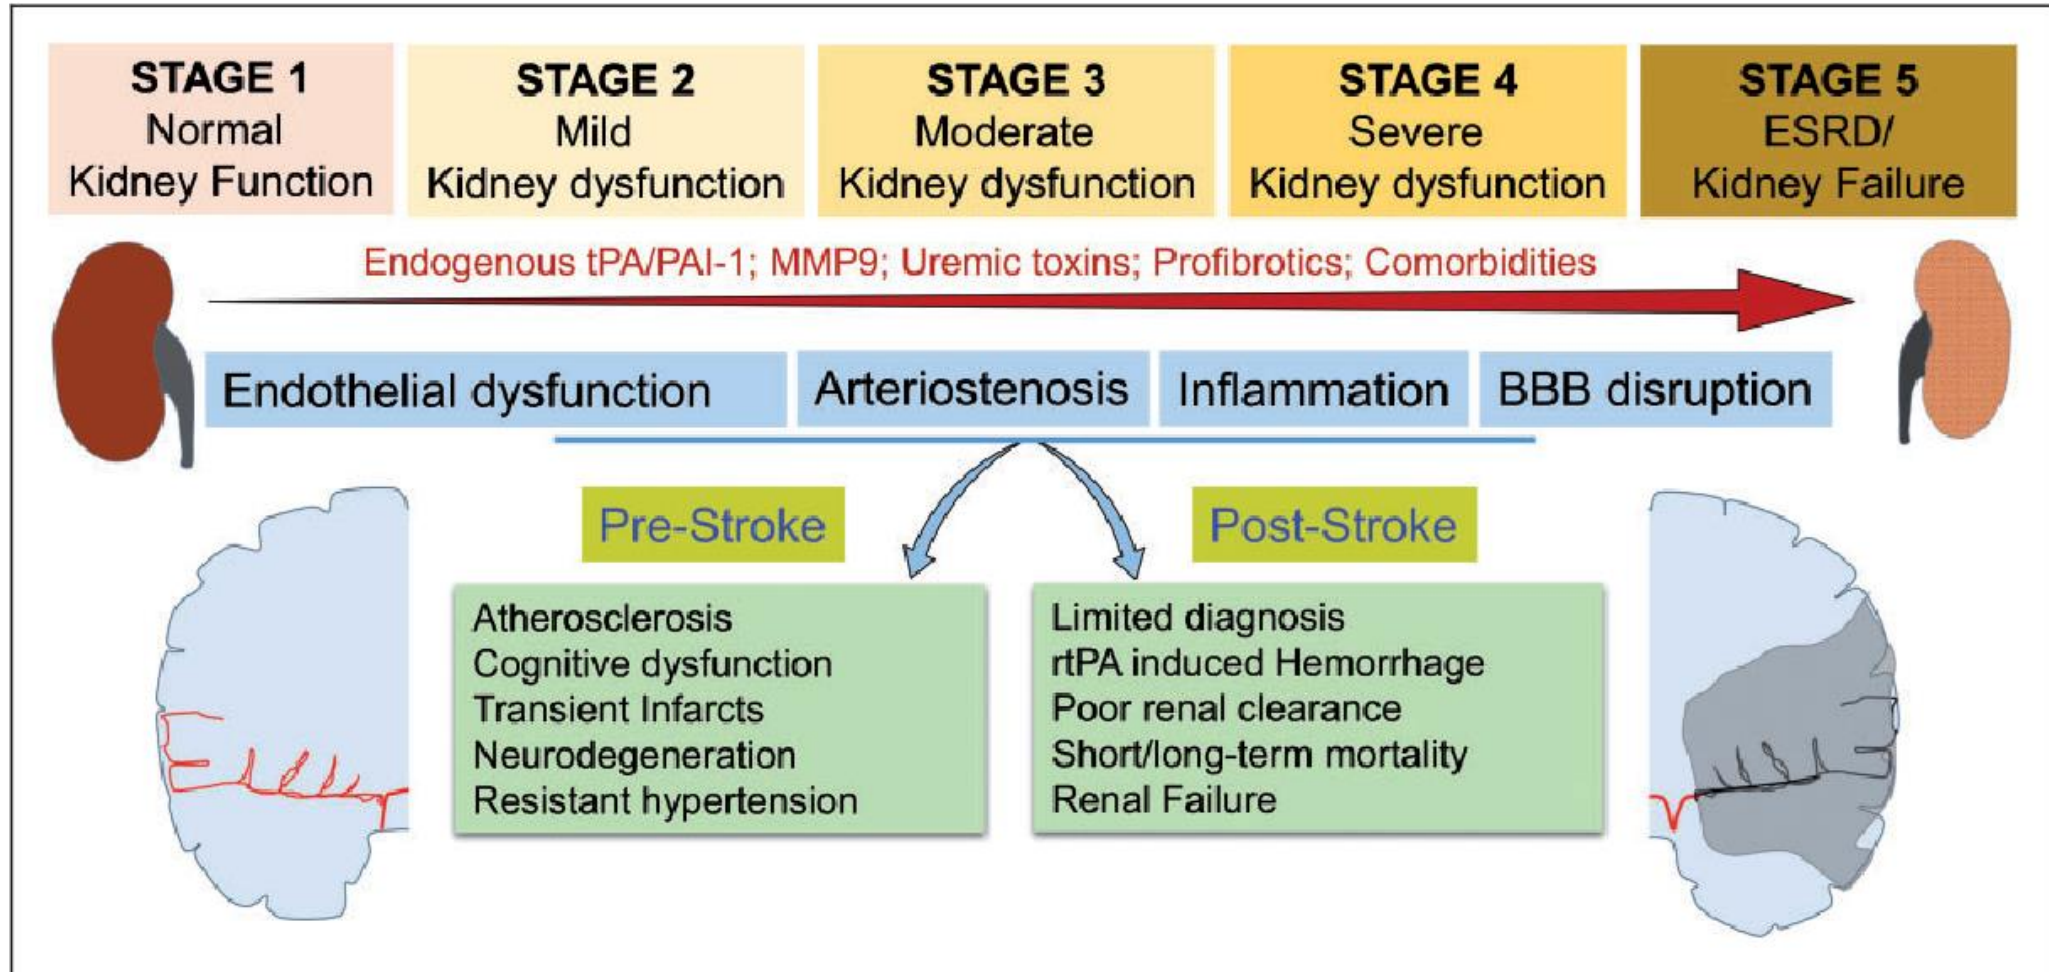 STAGE 1
Normal
Kidney Function
STAGE 2
Mild
Kidney dysfunction
STAGE 3
Moderate
Kidney dysfunction
STAGE 4
Severe
Kidney dysfunction
STAGE 5
ESRD/
Kidney Failure
Endogenous tPA/PAI-1; MMP9; Uremic toxins; Profibrotics; Comorbidities
Endothelial dysfunction
Arteriostenosis
Inflammation
BBB disruption
Pre-Stroke
Atherosclerosis
Cognitive dysfunction
Transient Infarcts
Neurodegeneration
Resistant hypertension
Post-Stroke
Limited diagnosis
rtPA induced Hemorrhage
Poor renal clearance
Short/long-term mortality
Renal Failure